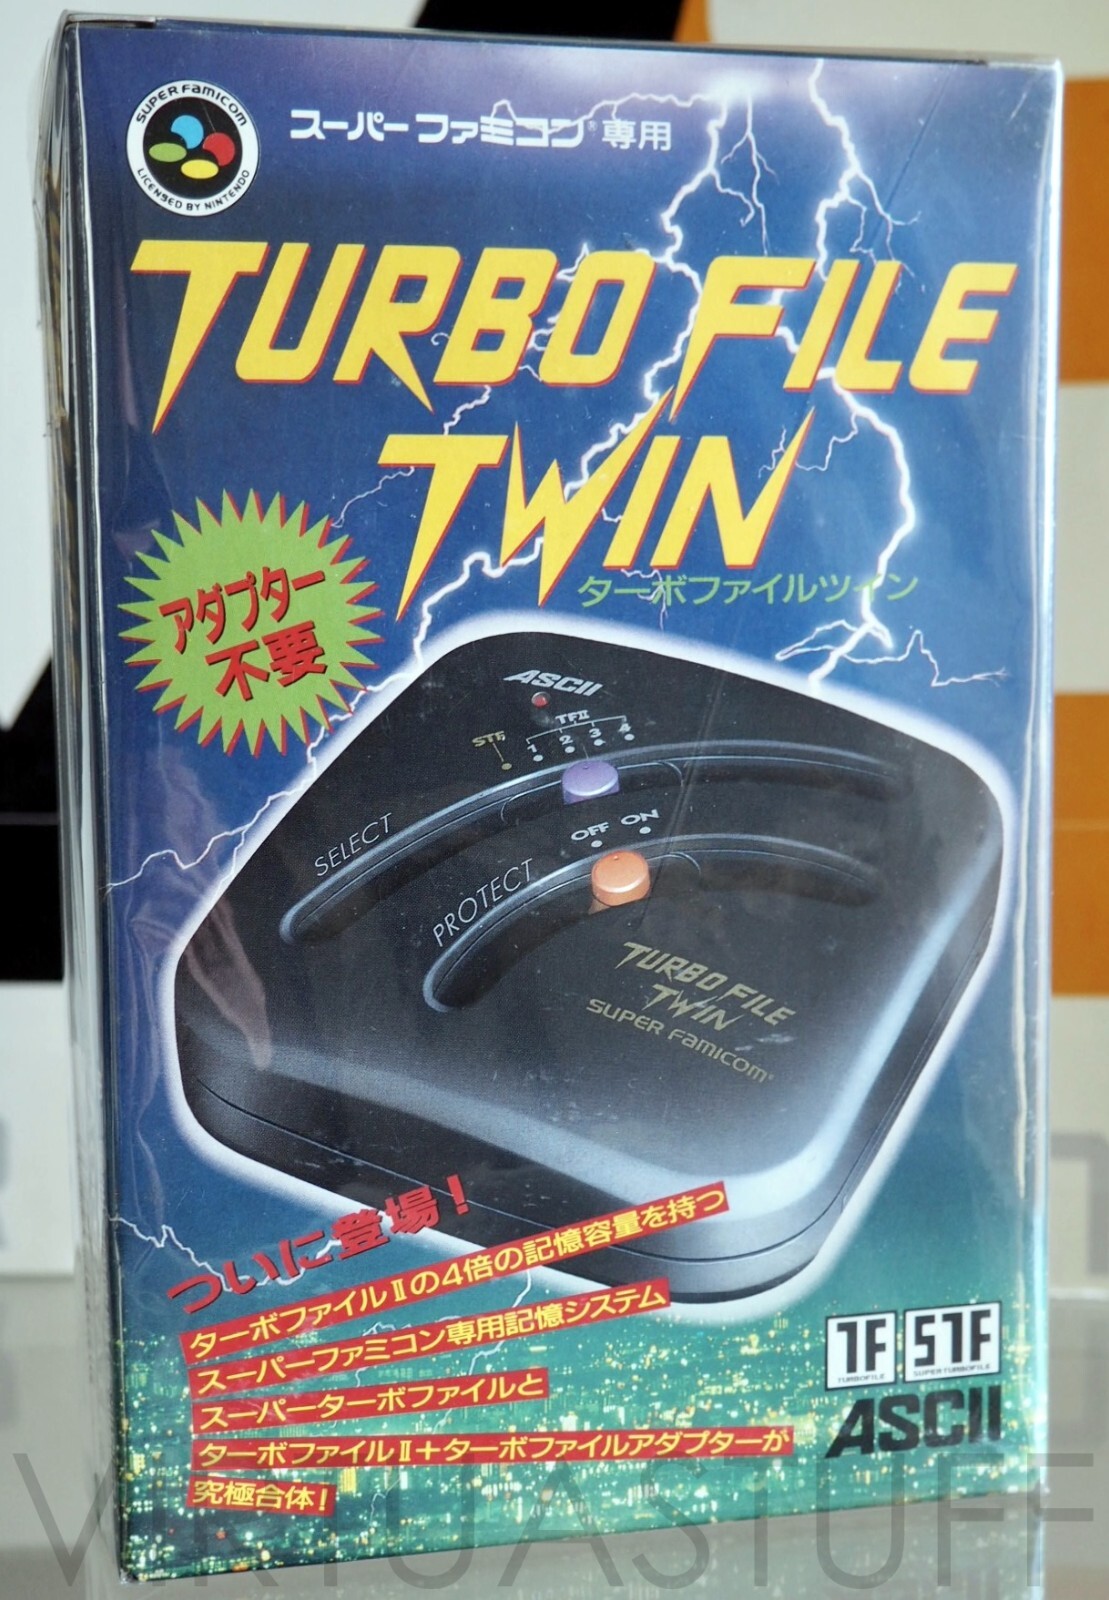 SUPER FAMICOM
LICENSED BY NINTENDO
スーパーファミコン®専用
TURBO FILE
TWIN
ターボファイルツイン
アダプター
不要
ASCII
TFⅡ
STF
1 2 3 4
SELECT
OFF ON
PROTECT
TURBO FILE
TWIN
SUPER FAMICOM®
ついに登場！
ターボファイルⅡの4倍の記憶容量を持つ
スーパーファミコン専用記憶システム
スーパーターボファイルと
ターボファイルⅡ＋ターボファイルアダプターが
究極合体！
TF
TURBOFILE
STF
SUPER TURBOFILE
ASCII
VIRTUASTUFF